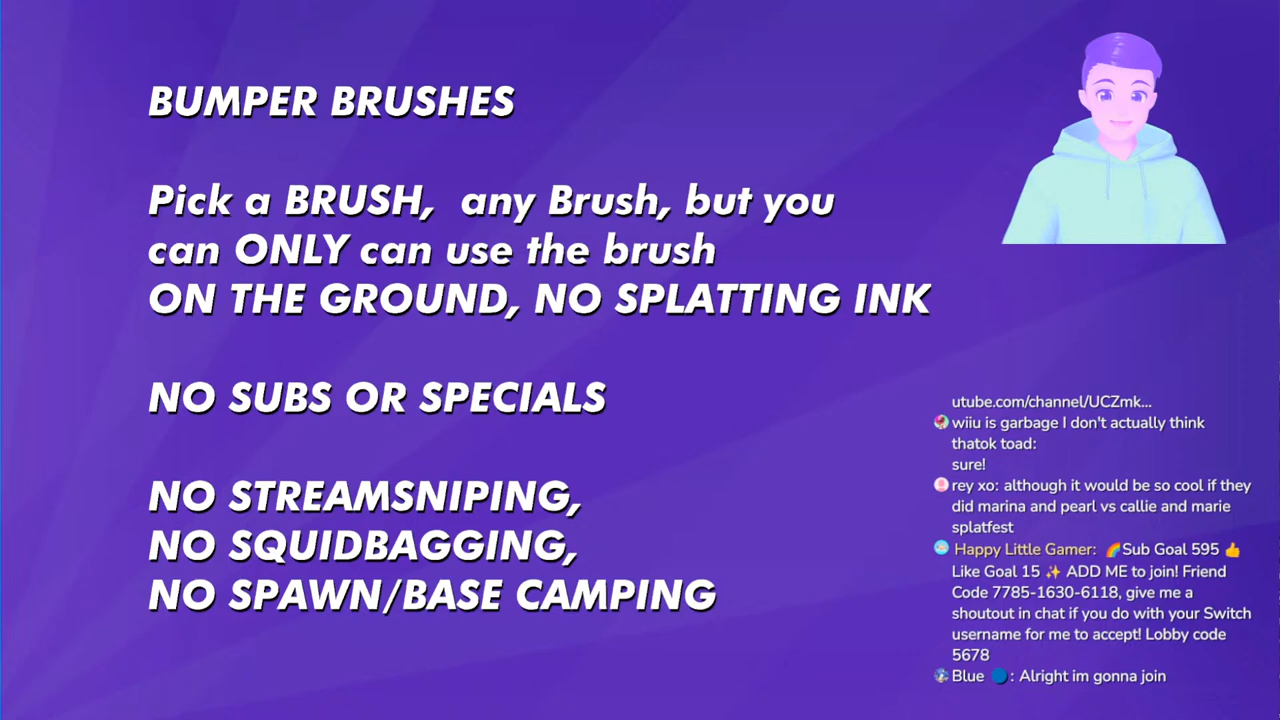 BUMPER BRUSHES
Pick a BRUSH,  any Brush, but you
can ONLY can use the brush
ON THE GROUND, NO SPLATTING INK
NO SUBS OR SPECIALS
NO STREAMSNIPING,
NO SQUIDBAGGING,
NO SPAWN/BASE CAMPING
utube.com/channel/UCZmk...
wiiu is garbage I don't actually think
thatok toad:
sure!
rey xo: although it would be so cool if they
did marina and pearl vs callie and marie
splatfest
Happy Little Gamer: 🌈Sub Goal 595 👍
Like Goal 15 ✨ ADD ME to join! Friend
Code 7785-1630-6118, give me a
shoutout in chat if you do with your Switch
username for me to accept! Lobby code
5678
Blue 🔵: Alright im gonna join